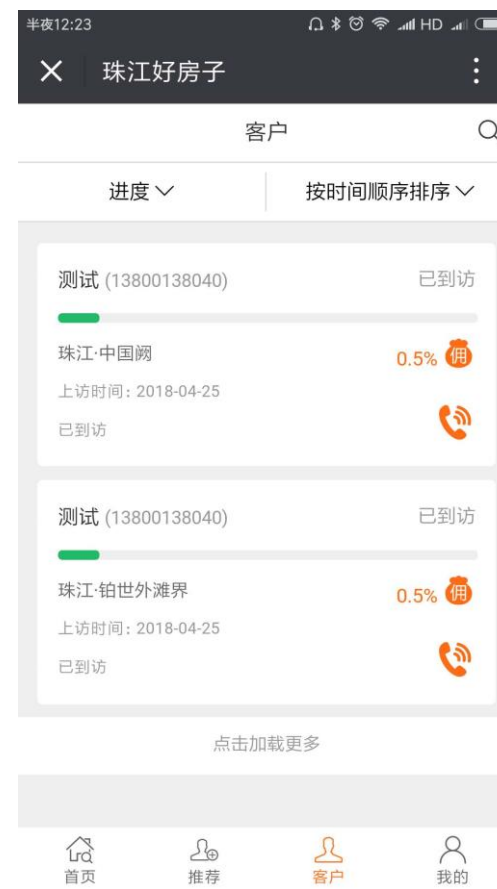 半夜12:23 HD
珠江好房子
客户
进度 按时间顺序排序
测试 (13800138040) 已到访
珠江·中国阙 0.5% 佣
上访时间：2018-04-25
已到访
测试 (13800138040) 已到访
珠江·铂世外滩界 0.5% 佣
上访时间：2018-04-25
已到访
点击加载更多
首页 推荐 客户 我的